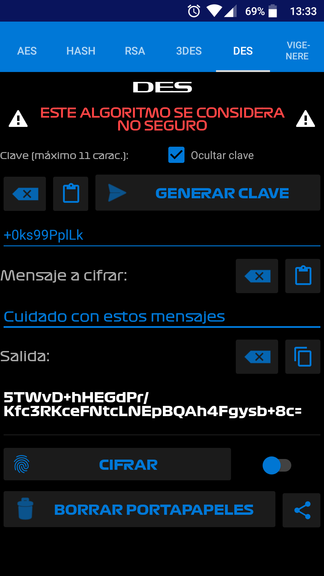 69% 13:33
AES HASH RSA 3DES DES VIGE-
NERE
DES
ESTE ALGORITMO SE CONSIDERA
NO SEGURO
Clave (máximo 11 carac.): Ocultar clave
GENERAR CLAVE
+0ks99PplLk
Mensaje a cifrar:
Cuidado con estos mensajes
Salida:
5TWvD+hHEGdPr/
Kfc3RKceFNtcLNEpBQAh4Fgysb+8c=
CIFRAR
BORRAR PORTAPAPELES